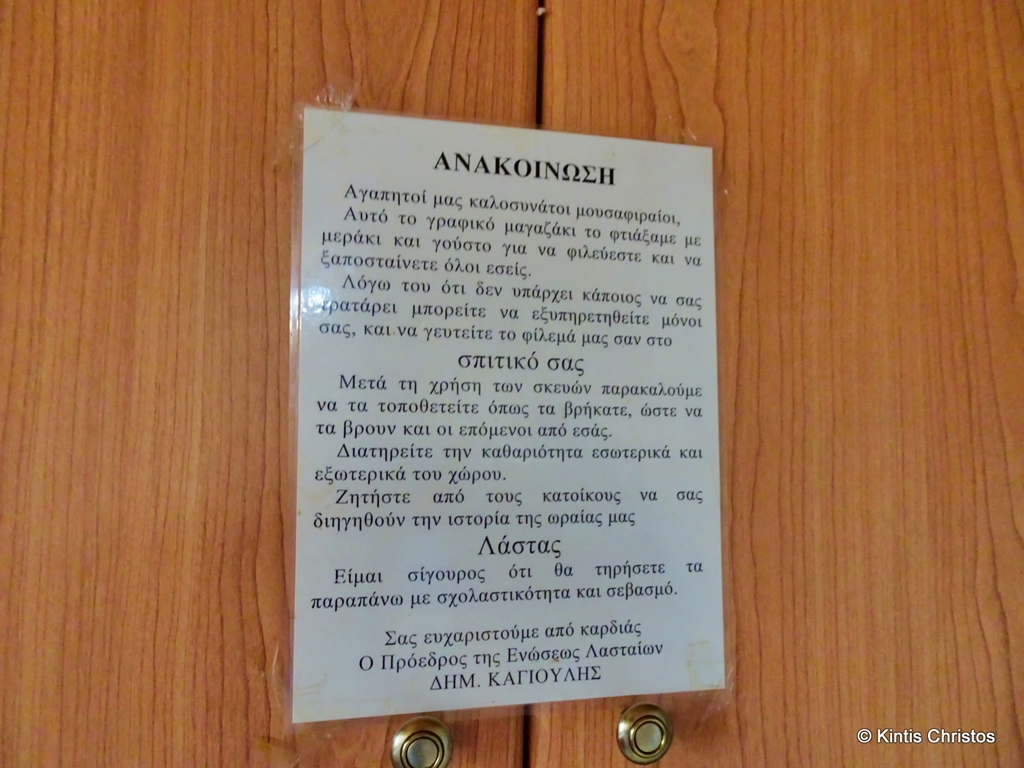 ΑΝΑΚΟΙΝΩΣΗ
Αγαπητοί μας καλοσυνάτοι μουσαφιραίοι,
Αυτό το γραφικό μαγαζάκι το φτιάξαμε με
μεράκι και γούστο για να φιλεύεστε και να
ξαποσταίνετε όλοι εσείς.
Λόγω του ότι δεν υπάρχει κάποιος να σας
τρατάρει μπορείτε να εξυπηρετηθείτε μόνοι
σας, και να γευτείτε το φίλεμά μας σαν στο
σπιτικό σας
Μετά τη χρήση των σκευών παρακαλούμε
να τα τοποθετείτε όπως τα βρήκατε, ώστε να
τα βρουν και οι επόμενοι από εσάς.
Διατηρείτε την καθαριότητα εσωτερικά και
εξωτερικά του χώρου.
Ζητήστε από τους κατοίκους να σας
διηγηθούν την ιστορία της ωραίας μας
Λάστας
Είμαι σίγουρος ότι θα τηρήσετε τα
παραπάνω με σχολαστικότητα και σεβασμό.
Σας ευχαριστούμε από καρδιάς
Ο Πρόεδρος της Ενώσεως Λασταίων
ΔΗΜ. ΚΑΓΙΟΥΛΗΣ
© Kintis Christos